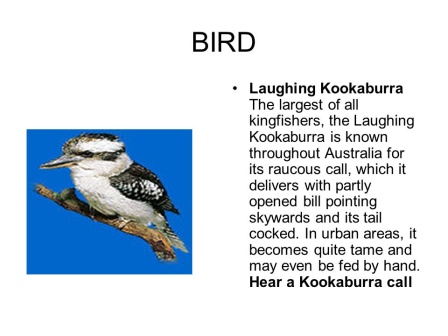 BIRD
• Laughing Kookaburra
The largest of all
kingfishers, the Laughing
Kookaburra is known
throughout Australia for
its raucous call, which it
delivers with partly
opened bill pointing
skywards and its tail
cocked. In urban areas, it
becomes quite tame and
may even be fed by hand.
Hear a Kookaburra call